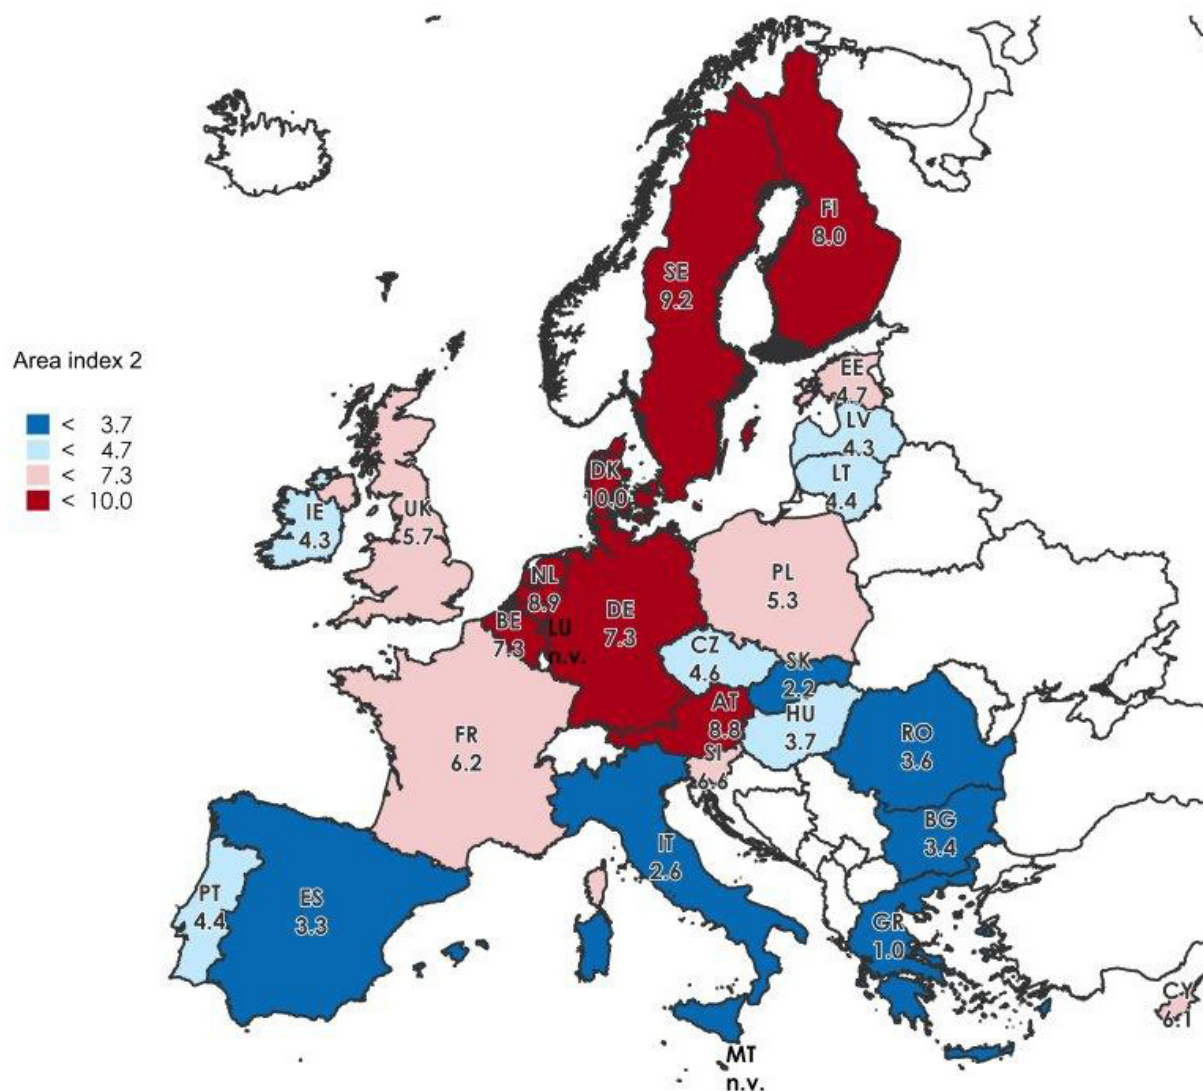 Area index 2
< 3.7
< 4.7
< 7.3
< 10.0
FI
8.0
SE
9.2
EE
4.7
LV
4.3
LT
4.4
DK
10.0
IE
4.3
UK
5.7
NL
8.9
BE
7.3
LU
n.v.
DE
7.3
PL
5.3
CZ
4.6
SK
2.2
AT
8.8
HU
3.7
SI
6.6
FR
6.2
RO
3.6
BG
3.4
IT
2.6
PT
4.4
ES
3.3
GR
1.0
CY
6.1
MT
n.v.